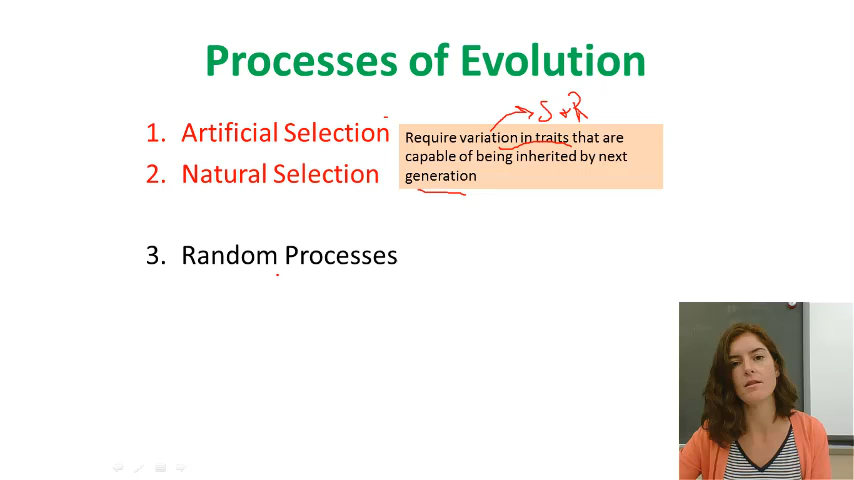 Processes of Evolution
S & R
1. Artificial Selection
Require variation in traits that are
capable of being inherited by next
generation
2. Natural Selection
3. Random Processes